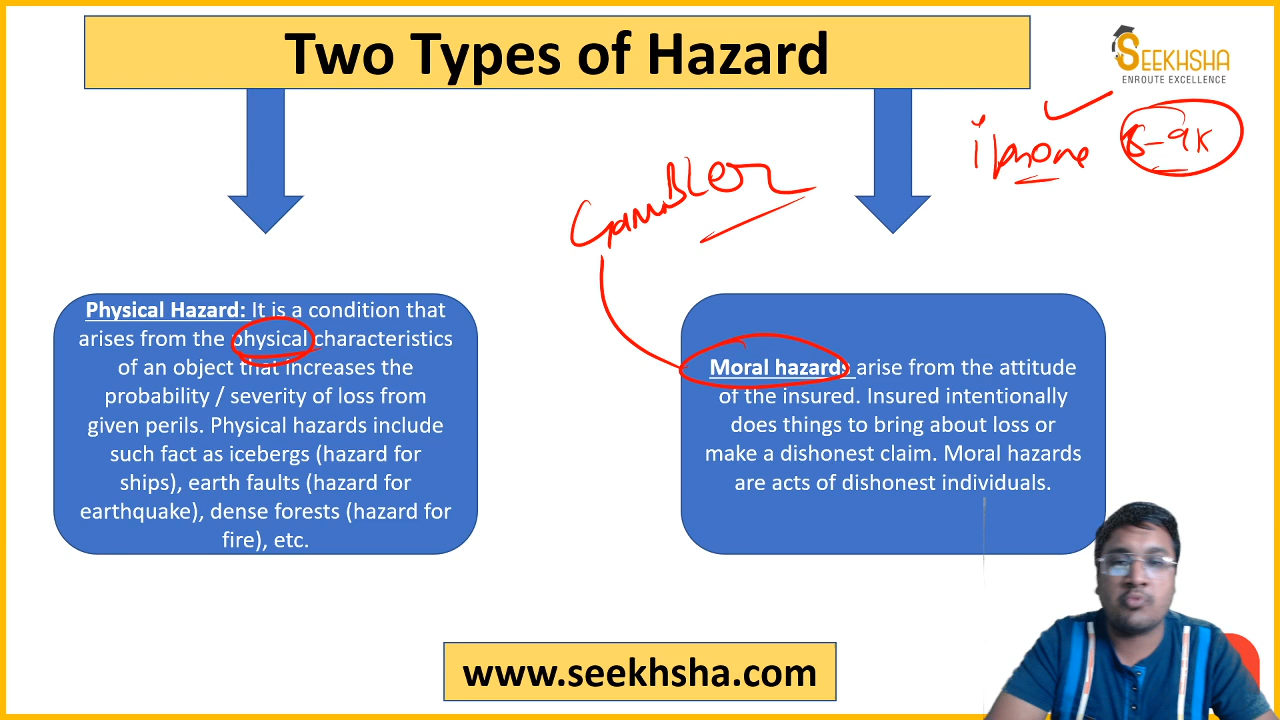 Two Types of Hazard
SEEKHSHA
ENROUTE EXCELLENCE
iphone 8-9K
GamBLer
Physical Hazard: It is a condition that
arises from the physical characteristics
of an object that increases the
probability / severity of loss from
given perils. Physical hazards include
such fact as icebergs (hazard for
ships), earth faults (hazard for
earthquake), dense forests (hazard for
fire), etc.
Moral hazards arise from the attitude
of the insured. Insured intentionally
does things to bring about loss or
make a dishonest claim. Moral hazards
are acts of dishonest individuals.
www.seekhsha.com